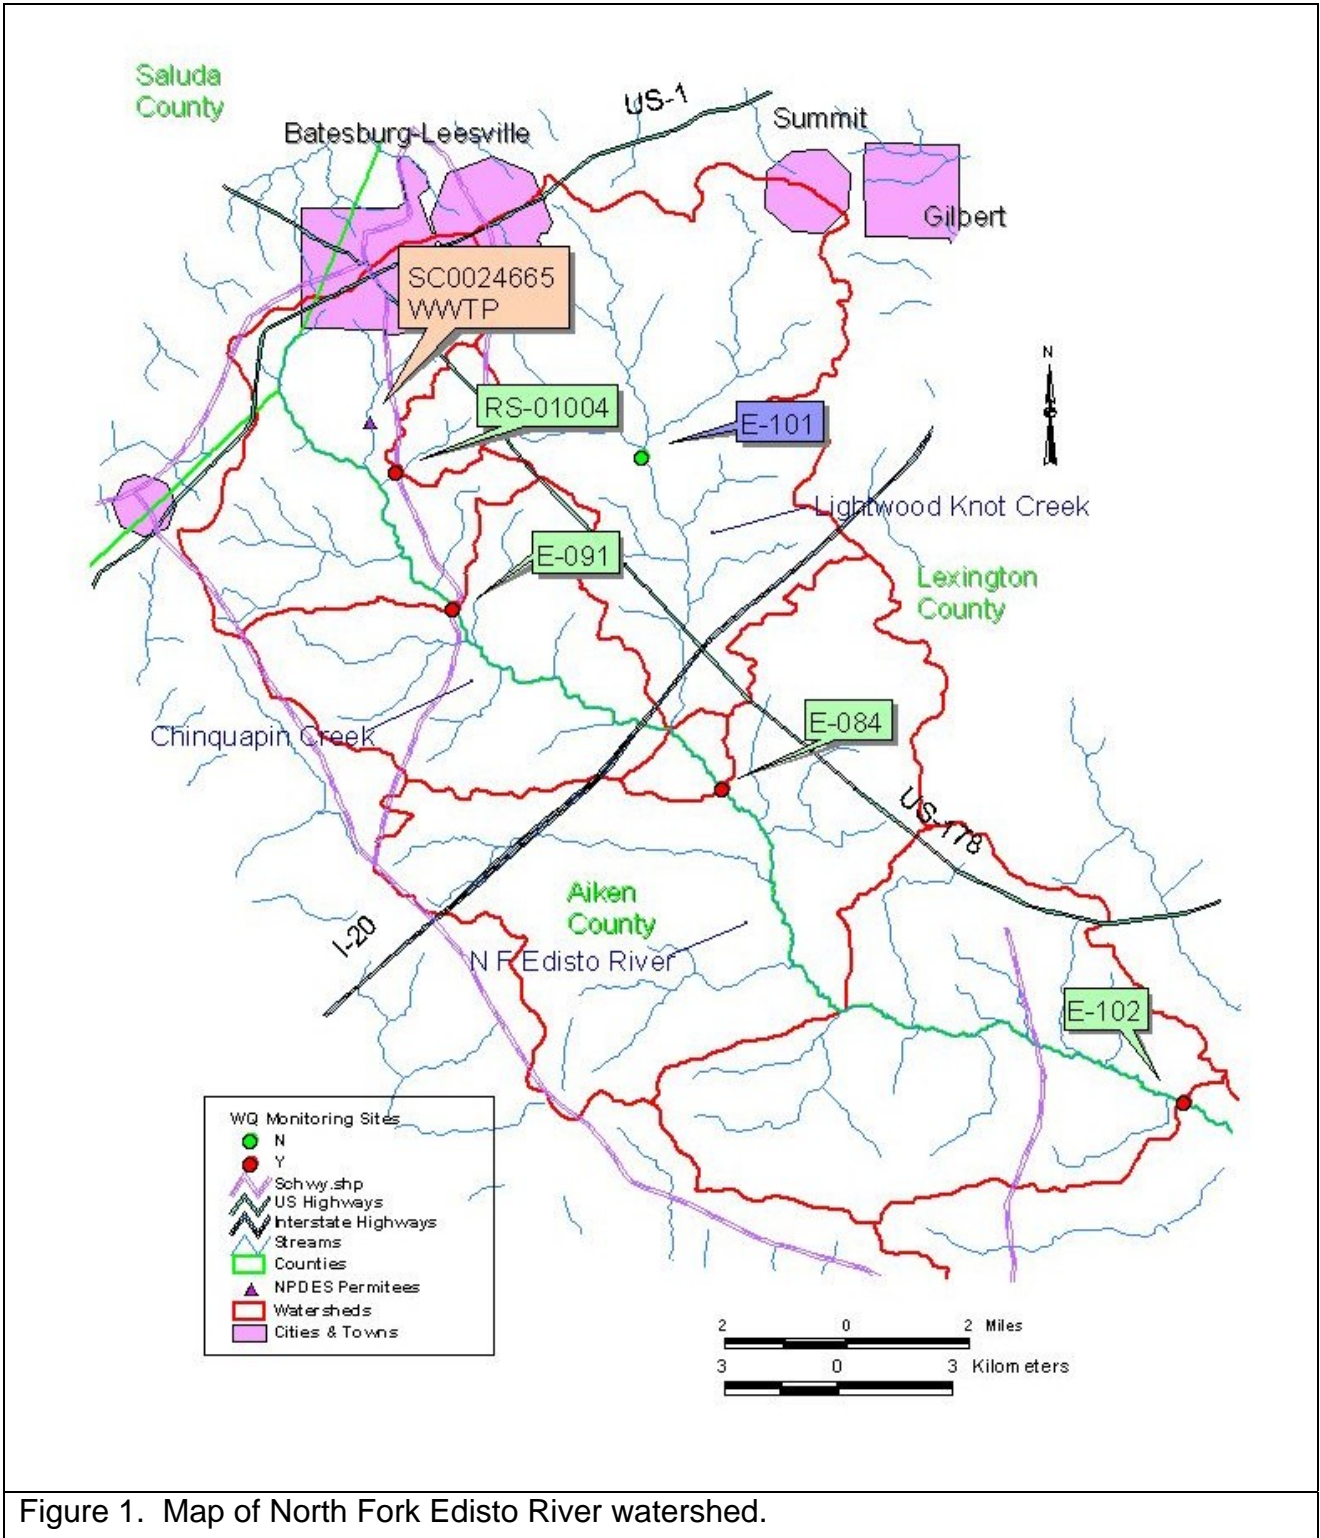 Saluda
County
US-1
Summit
Batesburg-Leesville
Gilbert
SC0024665
WWTP
N
RS-01004
E-101
Lightwood Knot Creek
E-091
Lexington
County
E-084
Chinquapin Creek
US-178
Aiken
County
I-20
N F Edisto River
E-102
WQ Monitoring Sites
N
Y
Schwy.shp
US Highways
Interstate Highways
Streams
Counties
NPDES Permitees
Watersheds
Cities & Towns
2 0 2 Miles
3 0 3 Kilometers
Figure 1. Map of North Fork Edisto River watershed.